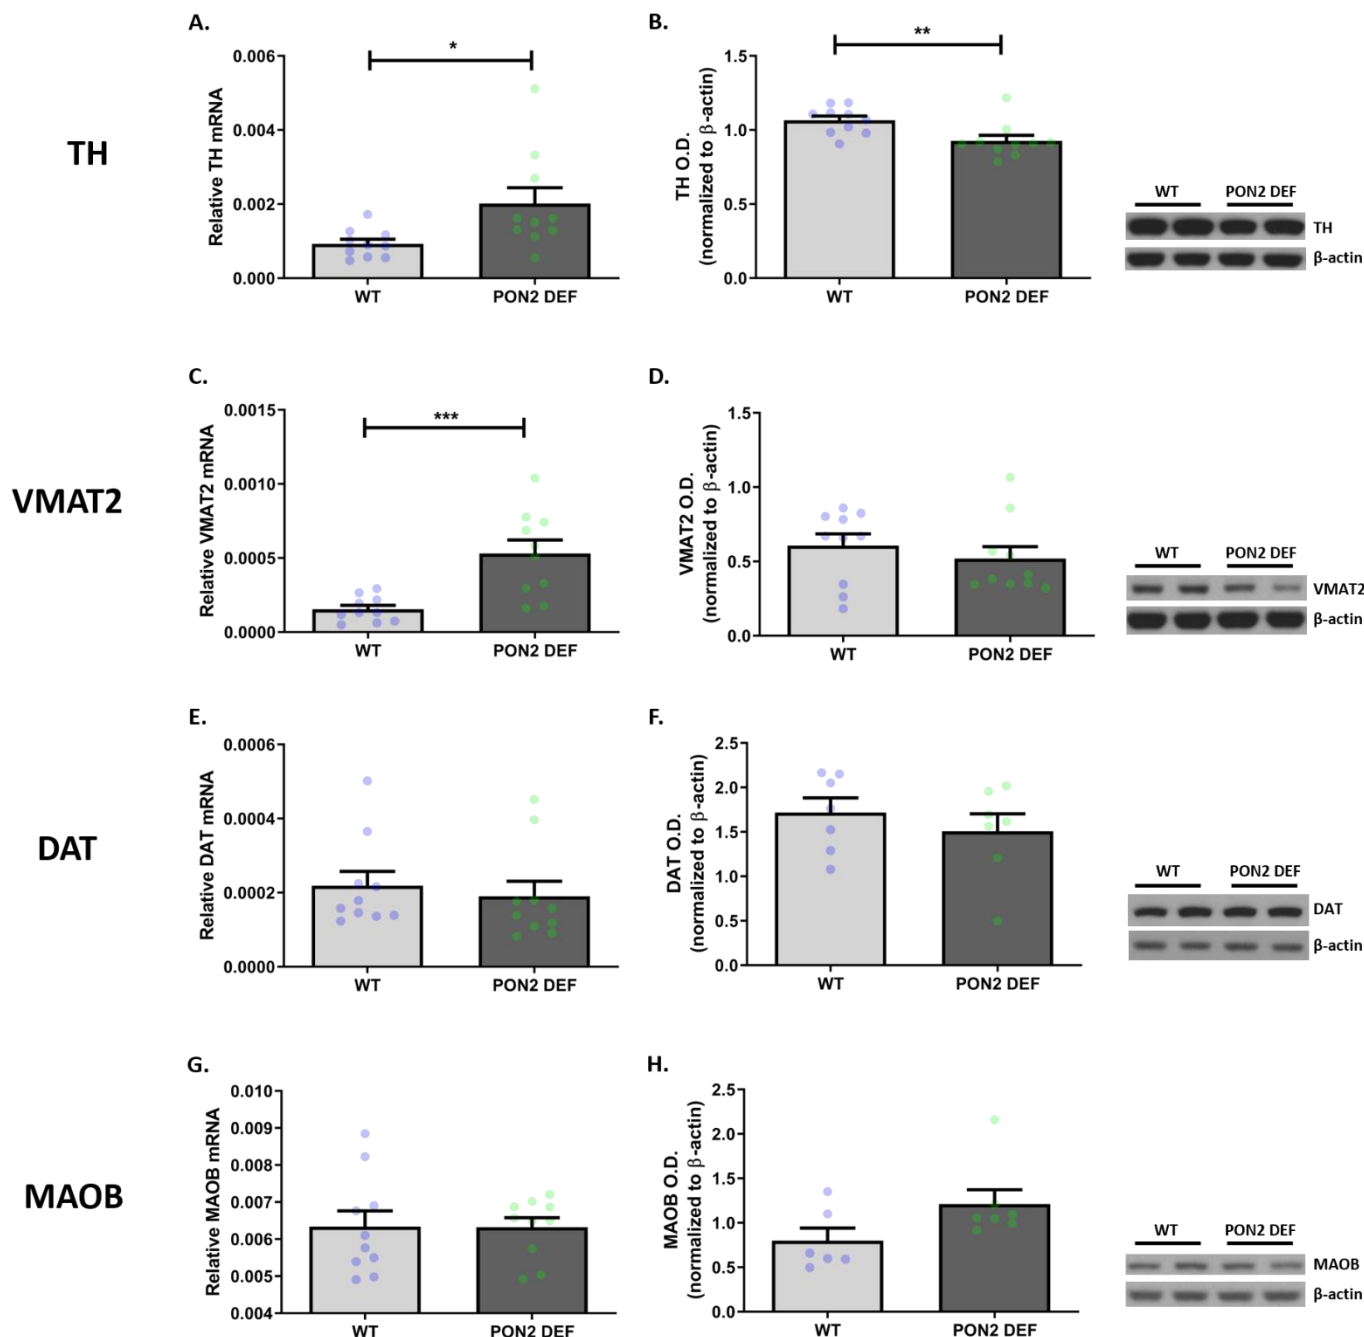 A.
B.
TH
Relative TH mRNA
0.006
0.004
0.002
0.000
*
WT
PON2 DEF
TH O.D.
(normalized to β-actin)
1.5
1.0
0.5
0.0
**
WT
PON2 DEF
WT
PON2 DEF
TH
β-actin
C.
D.
VMAT2
Relative VMAT2 mRNA
0.0015
0.0010
0.0005
0.0000
***
WT
PON2 DEF
VMAT2 O.D.
(normalized to β-actin)
1.5
1.0
0.5
0.0
WT
PON2 DEF
WT
PON2 DEF
VMAT2
β-actin
E.
F.
DAT
Relative DAT mRNA
0.0006
0.0004
0.0002
0.0000
WT
PON2 DEF
DAT O.D.
(normalized to β-actin)
2.5
2.0
1.5
1.0
0.5
0.0
WT
PON2 DEF
WT
PON2 DEF
DAT
β-actin
G.
H.
MAOB
Relative MAOB mRNA
0.010
0.009
0.008
0.007
0.006
0.005
0.004
WT
PON2 DEF
MAOB O.D.
(normalized to β-actin)
2.5
2.0
1.5
1.0
0.5
0.0
WT
PON2 DEF
WT
PON2 DEF
MAOB
β-actin